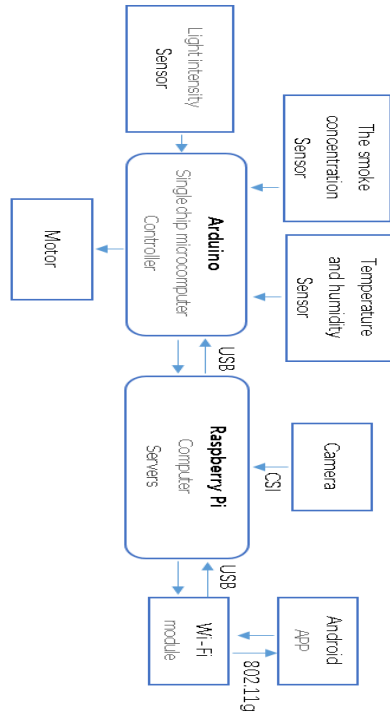 Light intensity
Sensor
The smoke
concentration
Sensor
Arduino
Single chip microcomputer
Controller
Temperature
and humidity
Sensor
Motor
USB
Raspberry Pi
Computer
Servers
Camera
CSI
USB
Wi-Fi
module
Android
APP
802.11g